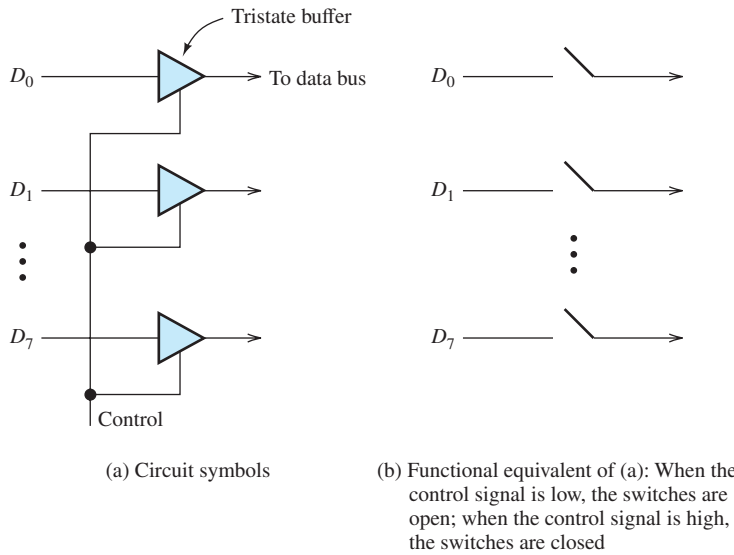 Tristate buffer
D0
To data bus
D0
D1
D1
D7
D7
Control
(a) Circuit symbols
(b) Functional equivalent of (a): When the
control signal is low, the switches are
open; when the control signal is high,
the switches are closed